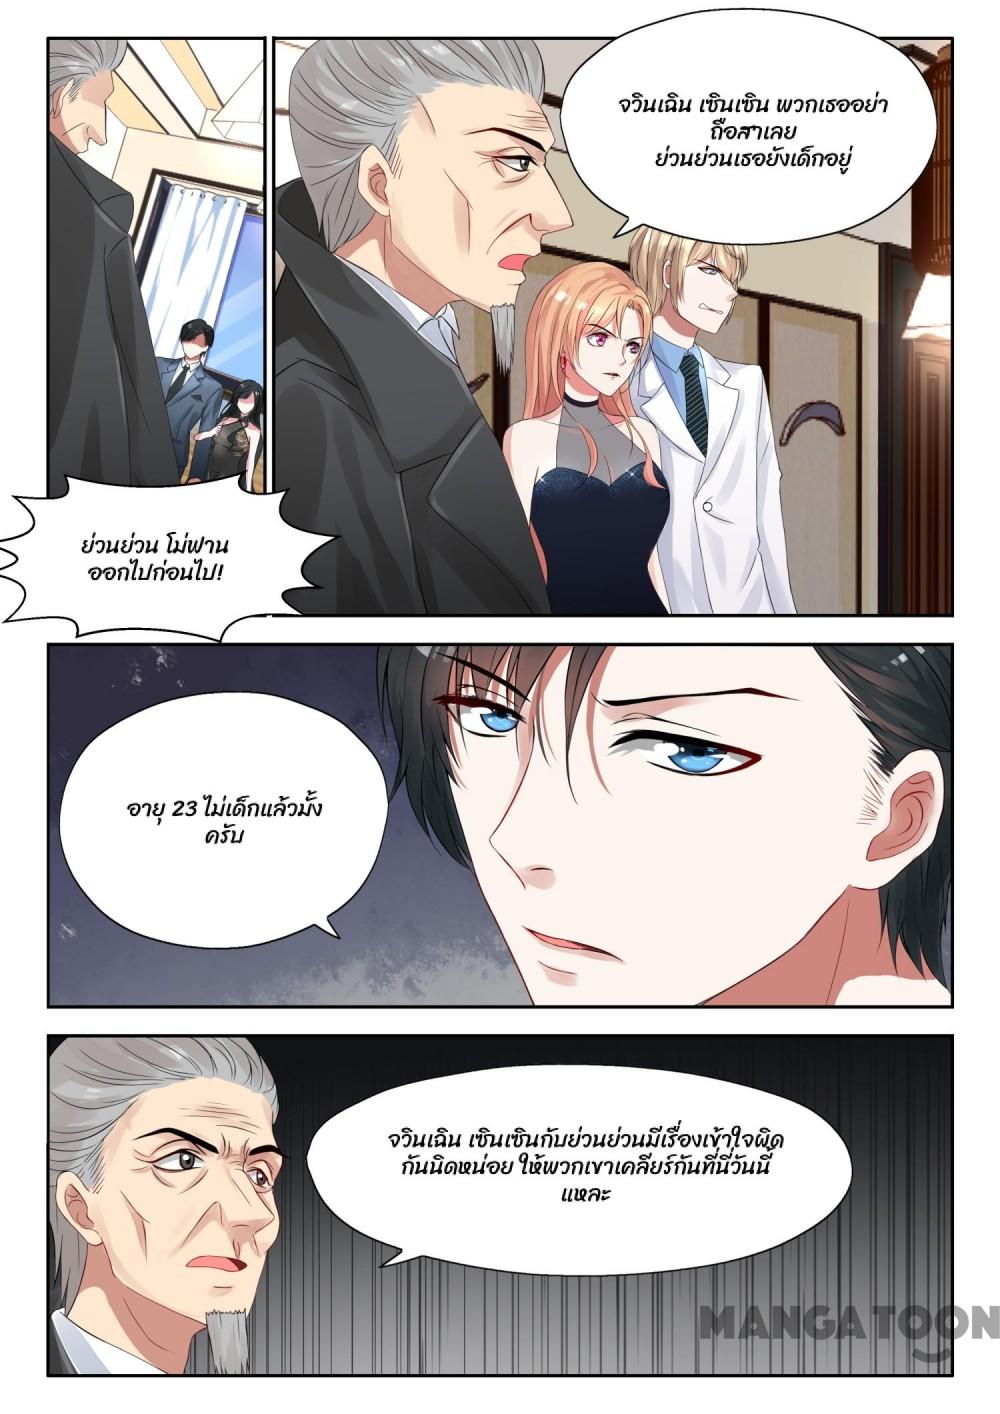 จวินเฉิน เซินเซิน พวกเธออย่า
ถือสาเลย
ย่วนย่วนเธอยังเด็กอยู่
ย่วนย่วน โม่ฟาน
ออกไปก่อนไป!
อายุ 23 ไม่เด็กแล้วมั้ง
ครับ
จวินเฉิน เซินเซินกับย่วนย่วนมีเรื่องเข้าใจผิด
กันนิดหน่อย ให้พวกเขาเคลียร์กันที่นี่วันนี้
แหละ
MANGATOON